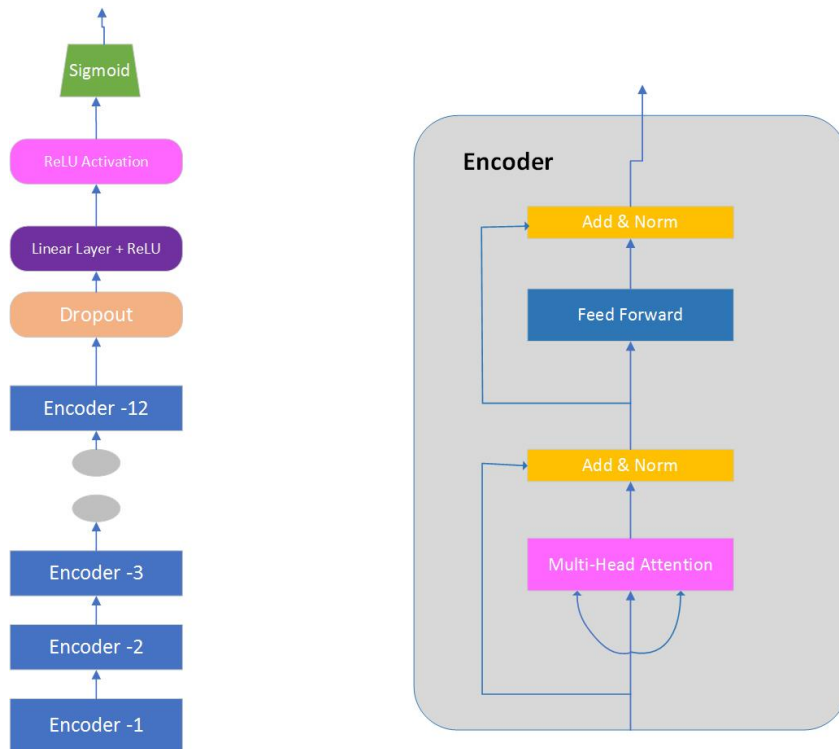 Sigmoid
ReLU Activation
Linear Layer + ReLU
Dropout
Encoder -12
Encoder -3
Encoder -2
Encoder -1
Encoder
Add & Norm
Feed Forward
Add & Norm
Multi-Head Attention